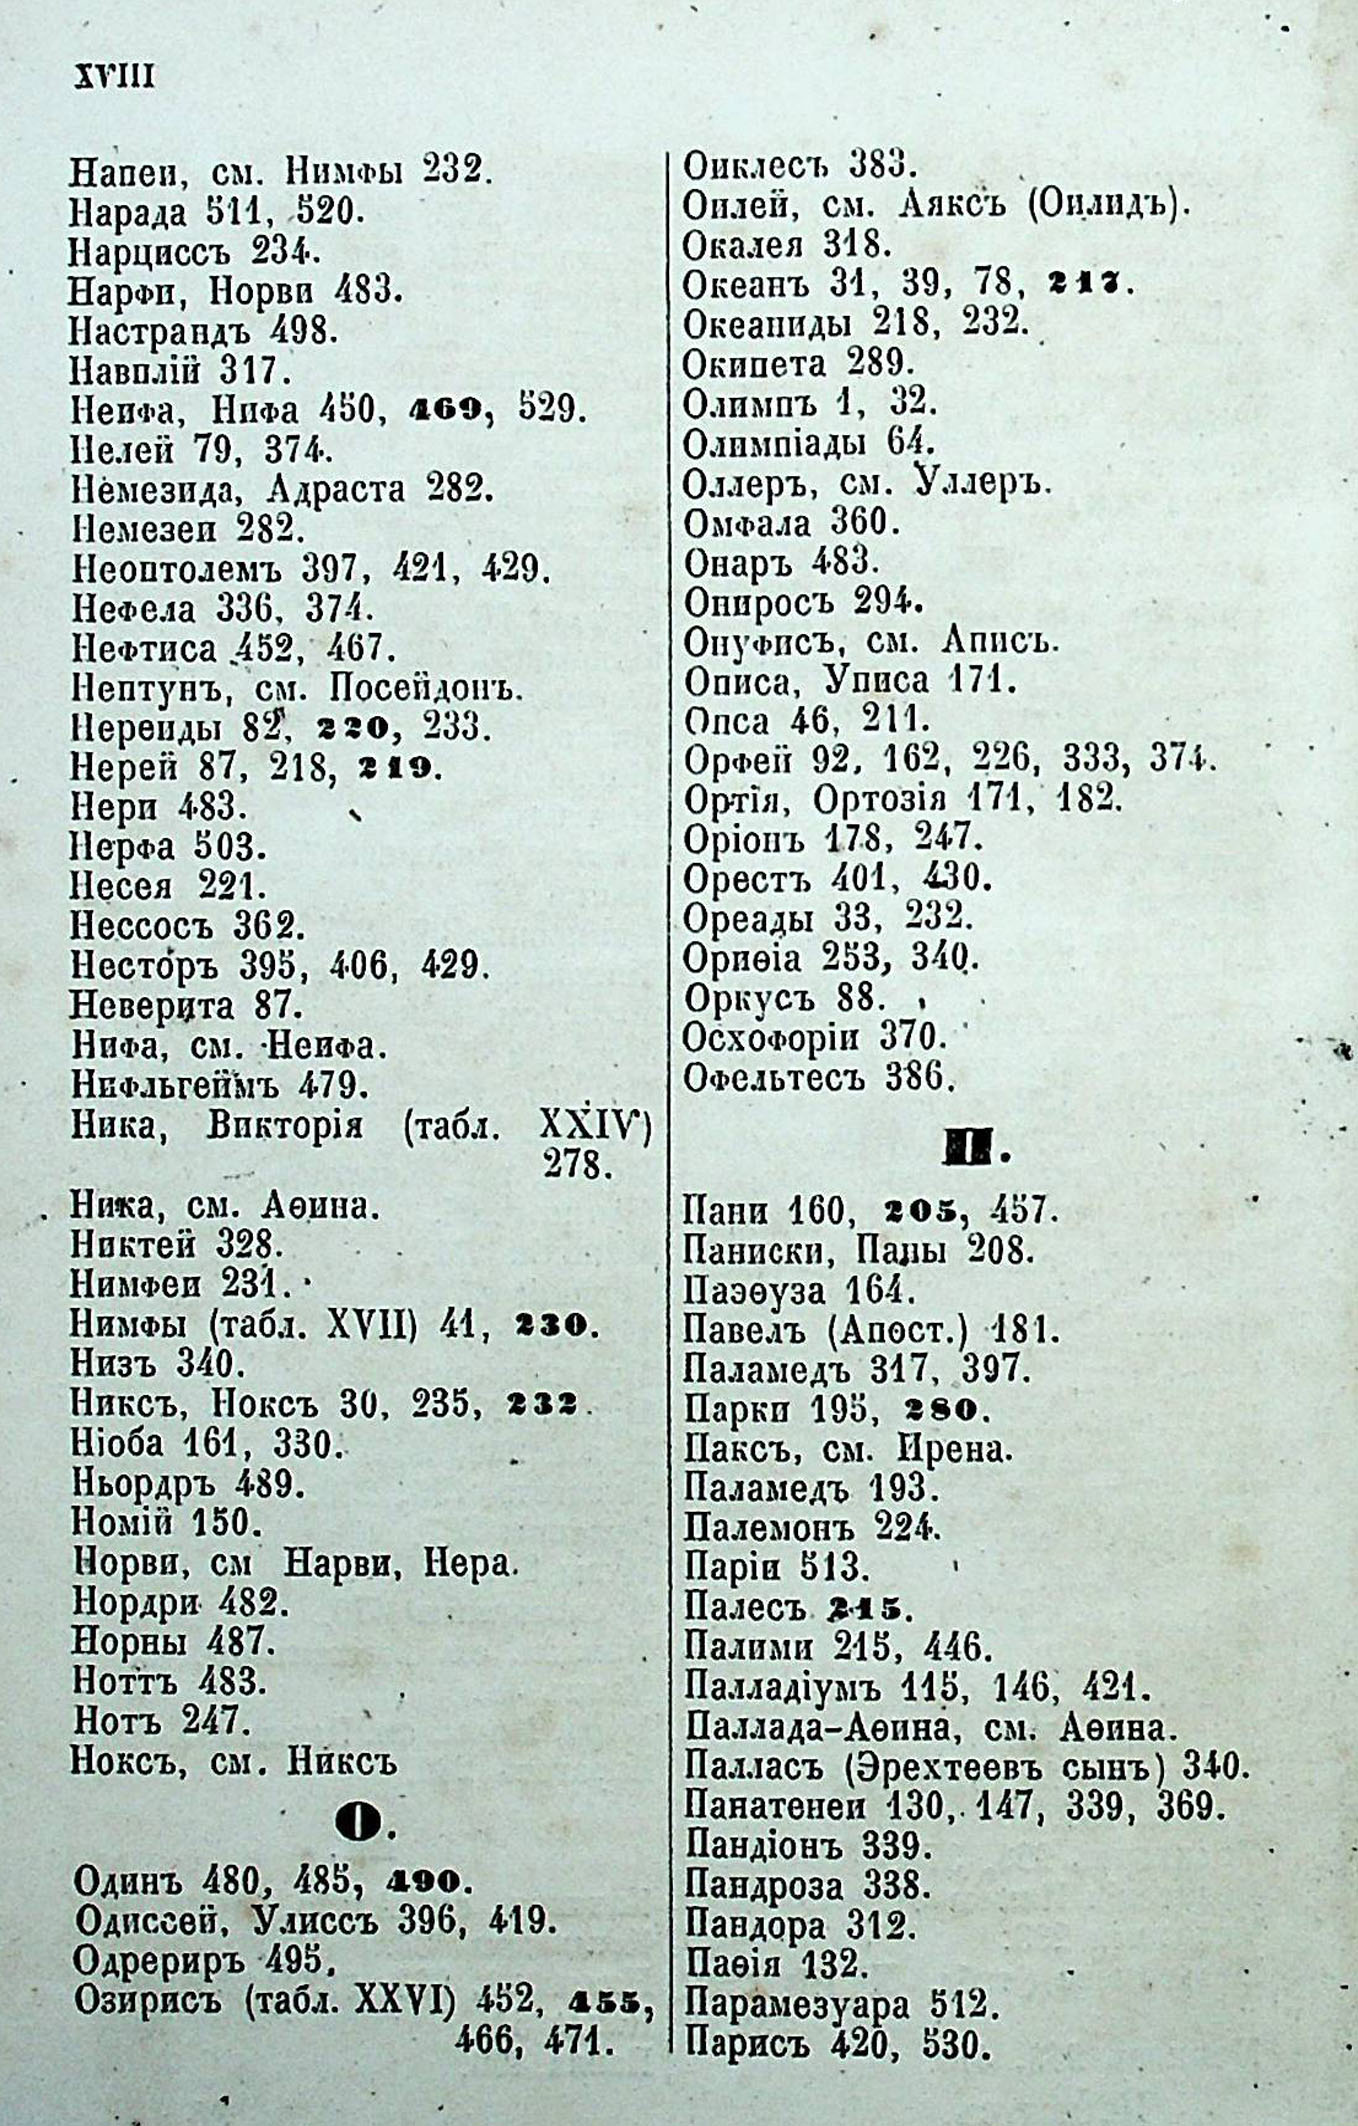 XVIII
Напеи, см. Нимфы 232.
Нарада 511, 520.
Нарциссъ 234.
Нарфи, Норви 483.
Настрандъ 498.
Навплій 317.
Неифа, Нифа 450, 469, 529.
Нелей 79, 374.
Немезида, Адраста 282.
Немезеи 282.
Неоптолемъ 397, 421, 429.
Нефела 336, 374.
Нефтиса 452, 467.
Нептунъ, см. Посейдонъ.
Нереиды 82, 220, 233.
Нерей 87, 218, 219.
Нери 483.
Нерфа 503.
Несея 221.
Нессосъ 362.
Несторъ 395, 406, 429.
Неверита 87.
Нифа, см. Неифа.
Нифльгеймъ 479.
Ника, Викторія (табл. XXIV)
278.
Ника, см. Аѳина.
Никтей 328.
Нимфеи 231.
Нимфы (табл. XVII) 41, 230.
Низъ 340.
Никсъ, Ноксъ 30, 235, 232.
Ніоба 161, 330.
Ньордръ 489.
Номій 150.
Норви, см Нарви, Нера.
Нордри 482.
Норны 487.
Ноттъ 483.
Нотъ 247.
Ноксъ, см. Никсъ
О.
Одинъ 480, 485, 490.
Одиссей, Улиссъ 396, 419.
Одрериръ 495.
Озирисъ (табл. XXVI) 452, 455,
466, 471.
Оиклесъ 383.
Оилей, см. Аяксъ (Оилидъ).
Окалея 318.
Океанъ 31, 39, 78, 217.
Океаниды 218, 232.
Окипета 289.
Олимпъ 1, 32.
Олимпіады 64.
Оллеръ, см. Уллеръ.
Омфала 360.
Онаръ 483.
Ониросъ 294.
Онуфисъ, см. Аписъ.
Описа, Уписа 171.
Опса 46, 211.
Орфей 92, 162, 226, 333, 374.
Ортія, Ортозія 171, 182.
Оріонъ 178, 247.
Орестъ 401, 430.
Ореады 33, 232.
Ориѳіа 253, 340.
Оркусъ 88.
Осхофоріи 370.
Офельтесъ 386.
П.
Пани 160, 205, 457.
Паниски, Паны 208.
Паэѳуза 164.
Павелъ (Апост.) 181.
Паламедъ 317, 397.
Парки 195, 280.
Паксъ, см. Ирена.
Паламедъ 193.
Палемонъ 224.
Паріи 513.
Палесъ 215.
Палими 215, 446.
Палладіумъ 115, 146, 421.
Паллада-Аѳина, см. Аѳина.
Палласъ (Эрехтеевъ сынъ) 340.
Панатенеи 130, 147, 339, 369.
Пандіонъ 339.
Пандроза 338.
Пандора 312.
Паѳія 132.
Парамезуара 512.
Парисъ 420, 530.